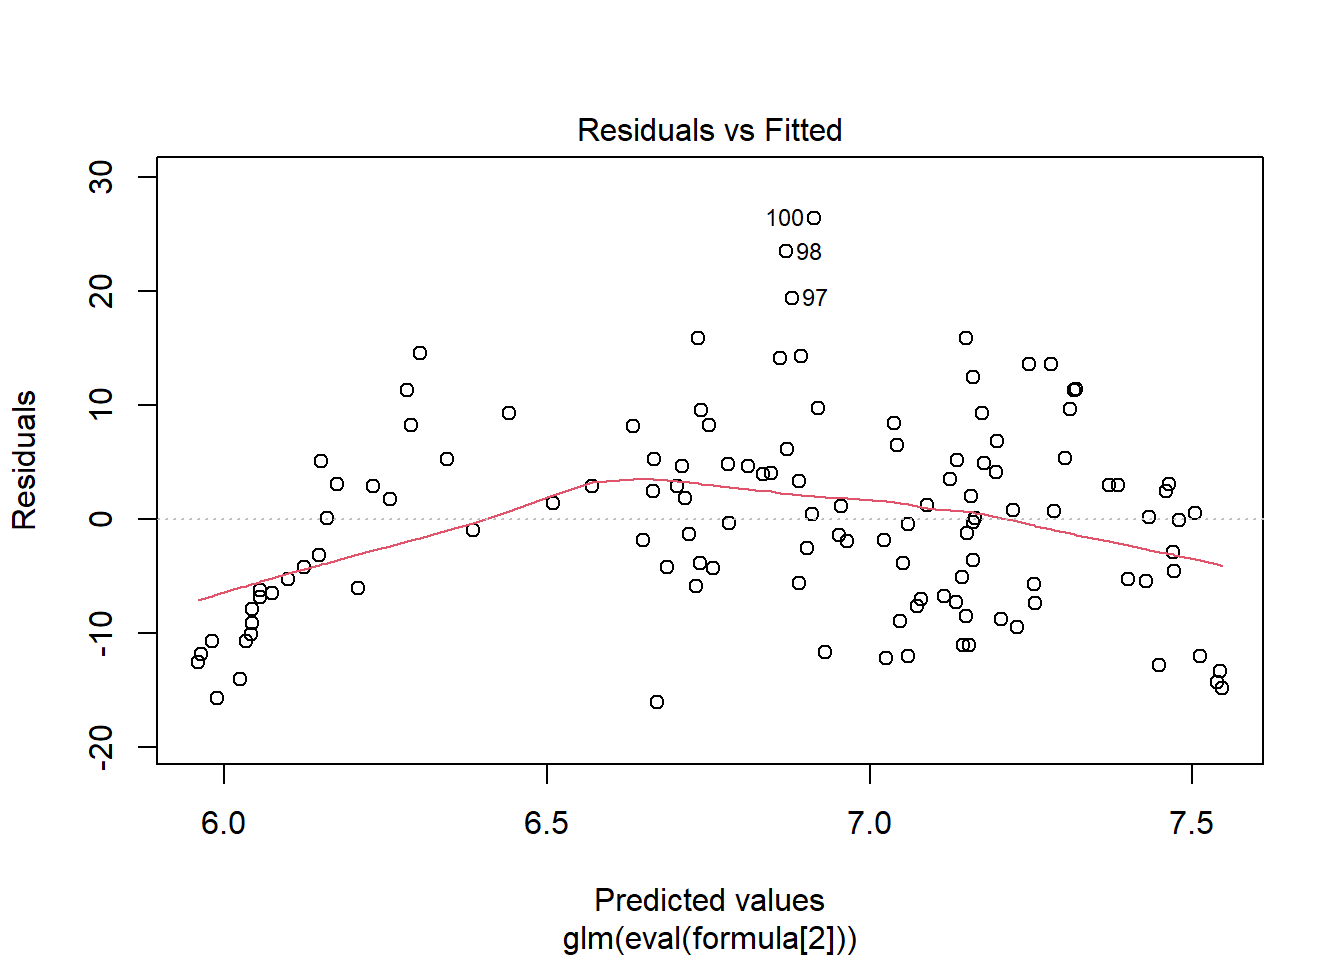 Residuals vs Fitted
Residuals
30
20
10
0
-10
-20
100
98
97
6.0 6.5 7.0 7.5
Predicted values
glm(eval(formula[2]))